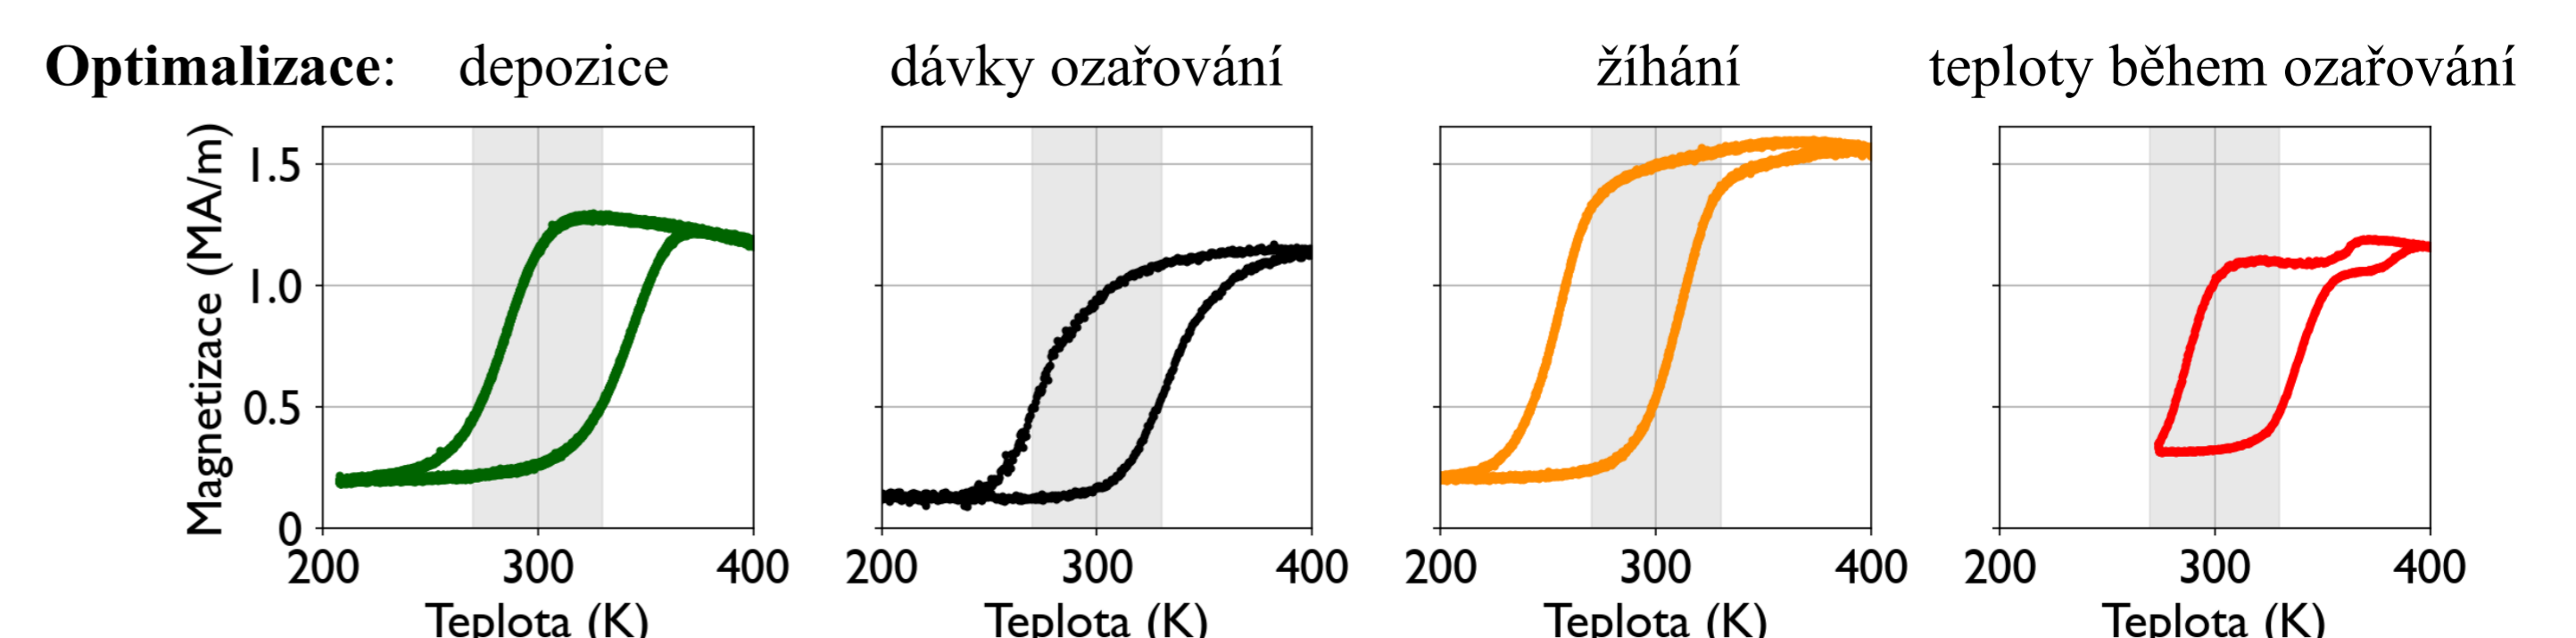 Optimalizace: depozice dávky ozařování žíhání teploty během ozařování
Magnetizace (MA/m)
1.5
1.0
0.5
0
200 300 400 200 300 400 200 300 400 200 300 400
Teplota (K) Teplota (K) Teplota (K) Teplota (K)